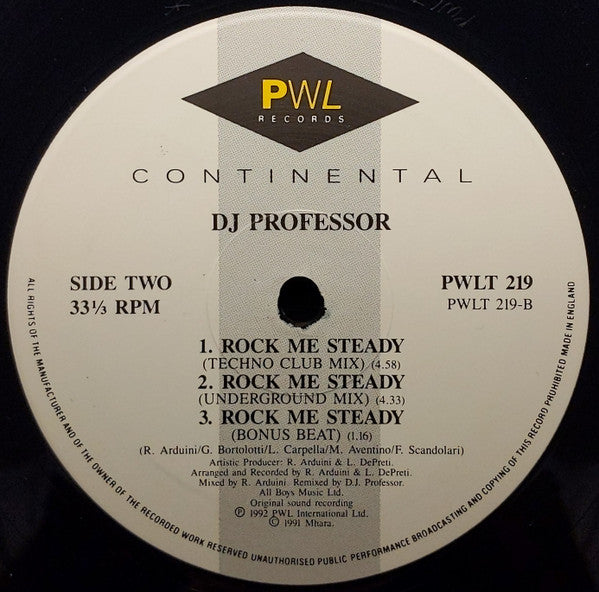 PWL
RECORDS
CONTINENTAL
DJ PROFESSOR
SIDE TWO
33⅓ RPM
PWLT 219
PWLT 219-B
1. ROCK ME STEADY
(TECHNO CLUB MIX) (4.58)
2. ROCK ME STEADY
(UNDERGROUND MIX) (4.33)
3. ROCK ME STEADY
(BONUS BEAT) (1.16)
(R. Arduini/G. Bortolotti/L. Carpella/M. Aventino/F. Scandolari)
Artistic Producer: R. Arduini & L. DePreti.
Arranged and Recorded by R. Arduini & L. DePreti.
Mixed by R. Arduini. Remixed by D.J. Professor.
All Boys Music Ltd.
Original sound recording
Ⓟ 1992 PWL International Ltd.
© 1991 Mhara.
ALL RIGHTS OF THE MANUFACTURER AND OF THE OWNER OF THE RECORDED WORK RESERVED UNAUTHORISED PUBLIC PERFORMANCE BROADCASTING AND COPYING OF THIS RECORD PROHIBITED MADE IN ENGLAND